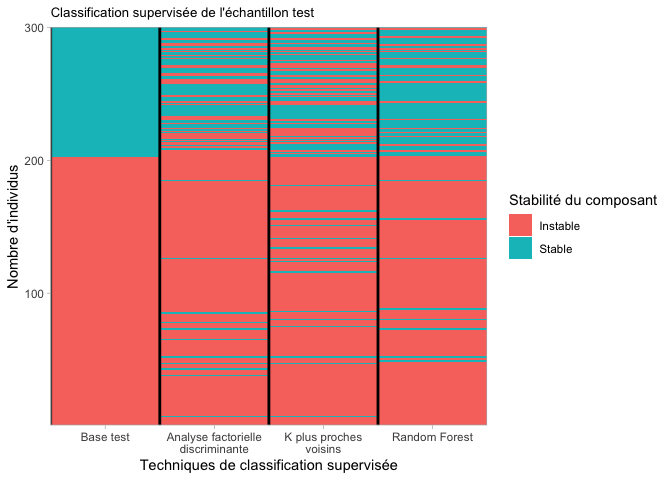 Classification supervisée de l'échantillon test
300
200
100
Nombre d'individus
Base test
Analyse factorielle
discriminante
K plus proches
voisins
Random Forest
Techniques de classification supervisée
Stabilité du composant
Instable
Stable